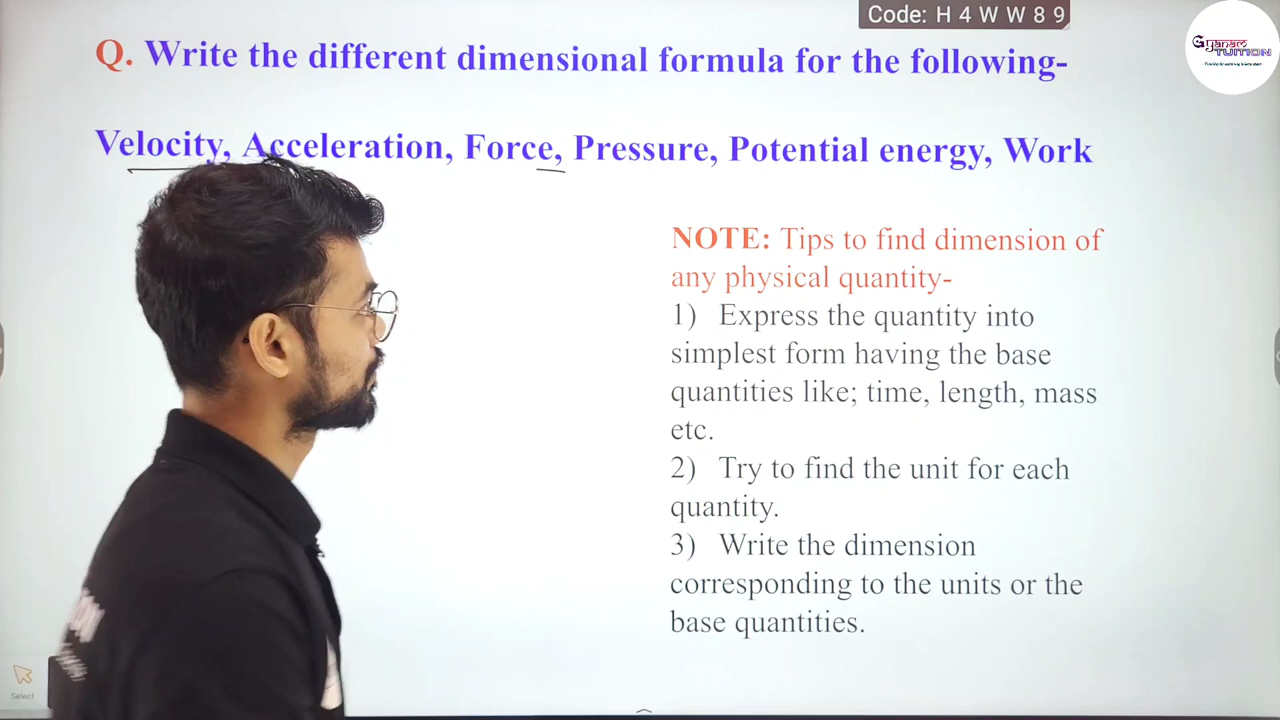 Code: H 4 W W 8 9
Gyanam
TUITION
Q. Write the different dimensional formula for the following-
Velocity, Acceleration, Force, Pressure, Potential energy, Work
NOTE: Tips to find dimension of
any physical quantity-
1) Express the quantity into
simplest form having the base
quantities like; time, length, mass
etc.
2) Try to find the unit for each
quantity.
3) Write the dimension
corresponding to the units or the
base quantities.
Select